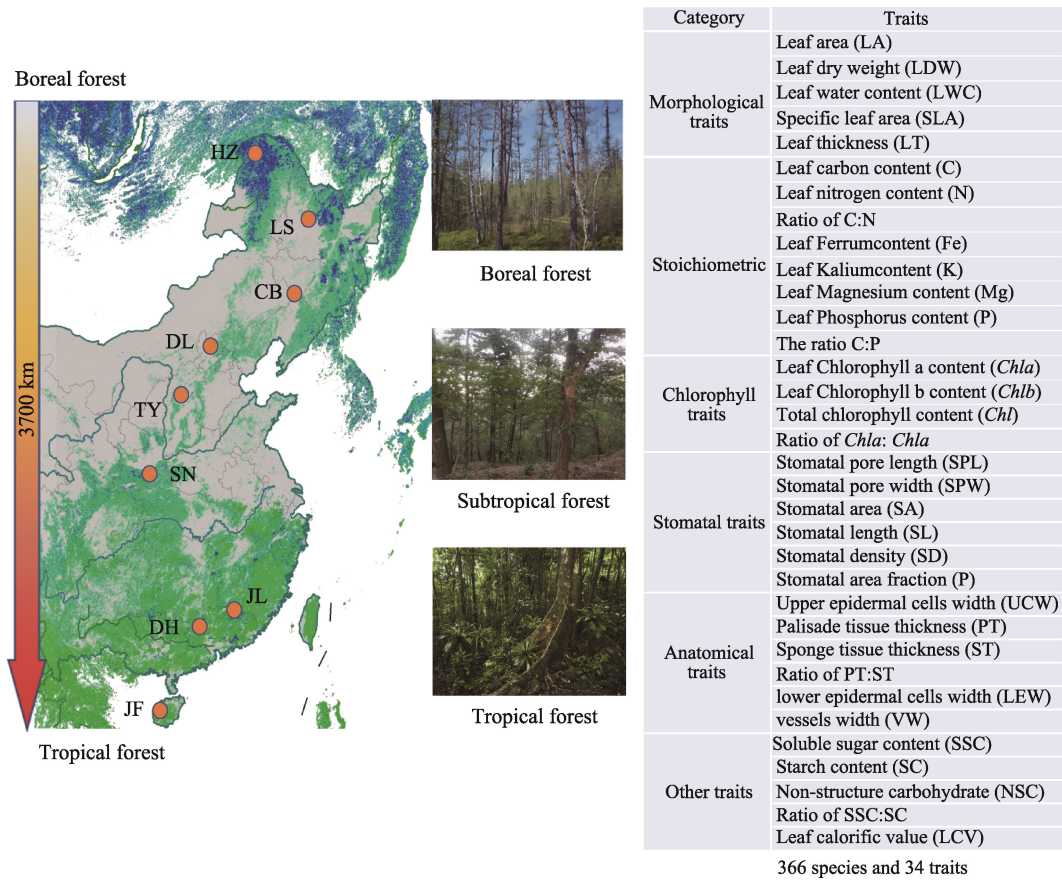 Boreal forest
3700 km
HZ
LS
CB
DL
TY
SN
JL
DH
JF
Tropical forest
Boreal forest
Subtropical forest
Tropical forest
Category Traits
Morphological traits
Leaf area (LA)
Leaf dry weight (LDW)
Leaf water content (LWC)
Specific leaf area (SLA)
Leaf thickness (LT)
Stoichiometric
Leaf carbon content (C)
Leaf nitrogen content (N)
Ratio of C:N
Leaf Ferrumcontent (Fe)
Leaf Kaliumcontent (K)
Leaf Magnesium content (Mg)
Leaf Phosphorus content (P)
The ratio C:P
Chlorophyll traits
Leaf Chlorophyll a content (Chla)
Leaf Chlorophyll b content (Chlb)
Total chlorophyll content (Chl)
Ratio of Chla: Chla
Stomatal traits
Stomatal pore length (SPL)
Stomatal pore width (SPW)
Stomatal area (SA)
Stomatal length (SL)
Stomatal density (SD)
Stomatal area fraction (P)
Anatomical traits
Upper epidermal cells width (UCW)
Palisade tissue thickness (PT)
Sponge tissue thickness (ST)
Ratio of PT:ST
lower epidermal cells width (LEW)
vessels width (VW)
Other traits
Soluble sugar content (SSC)
Starch content (SC)
Non-structure carbohydrate (NSC)
Ratio of SSC:SC
Leaf calorific value (LCV)
366 species and 34 traits